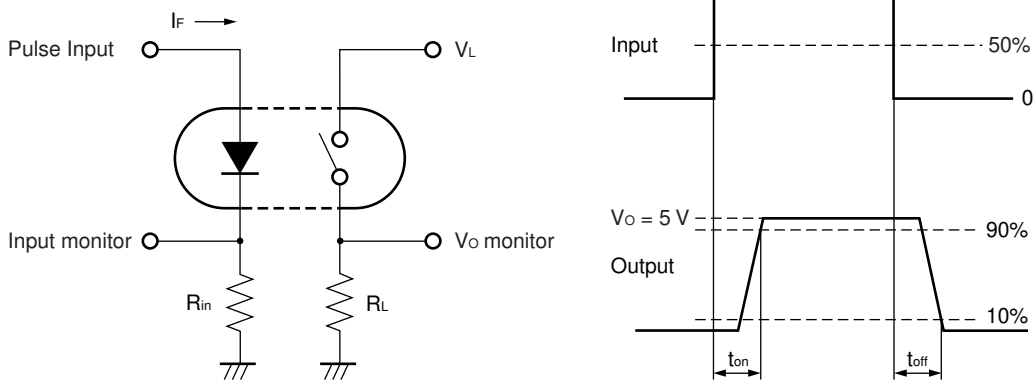 IF
Pulse Input
VL
Input monitor
VO monitor
Rin
RL
Input
50%
0
VO = 5 V
90%
Output
10%
ton
toff